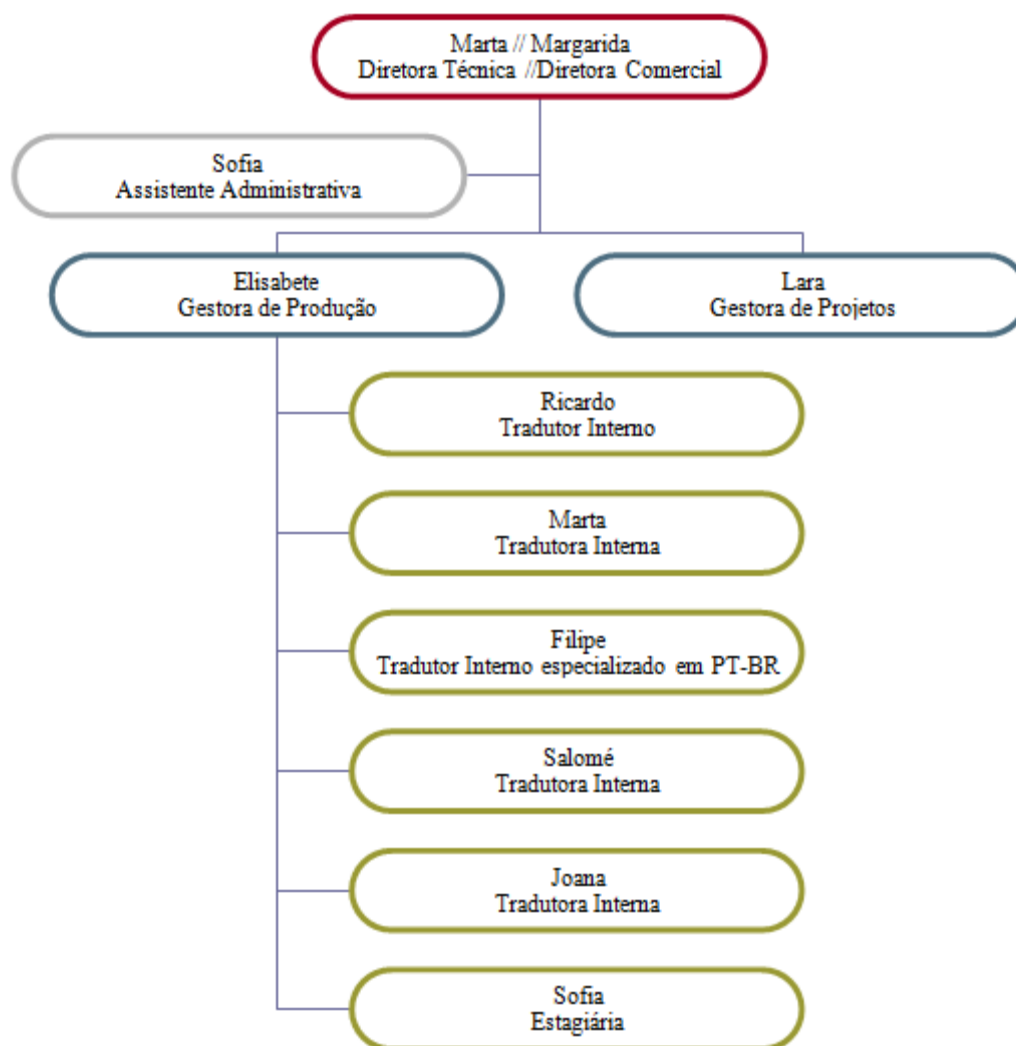 Marta // Margarida
Diretora Técnica //Diretora Comercial
Sofia
Assistente Administrativa
Elisabete
Gestora de Produção
Lara
Gestora de Projetos
Ricardo
Tradutor Interno
Marta
Tradutora Interna
Filipe
Tradutor Interno especializado em PT-BR
Salomé
Tradutora Interna
Joana
Tradutora Interna
Sofia
Estagiária